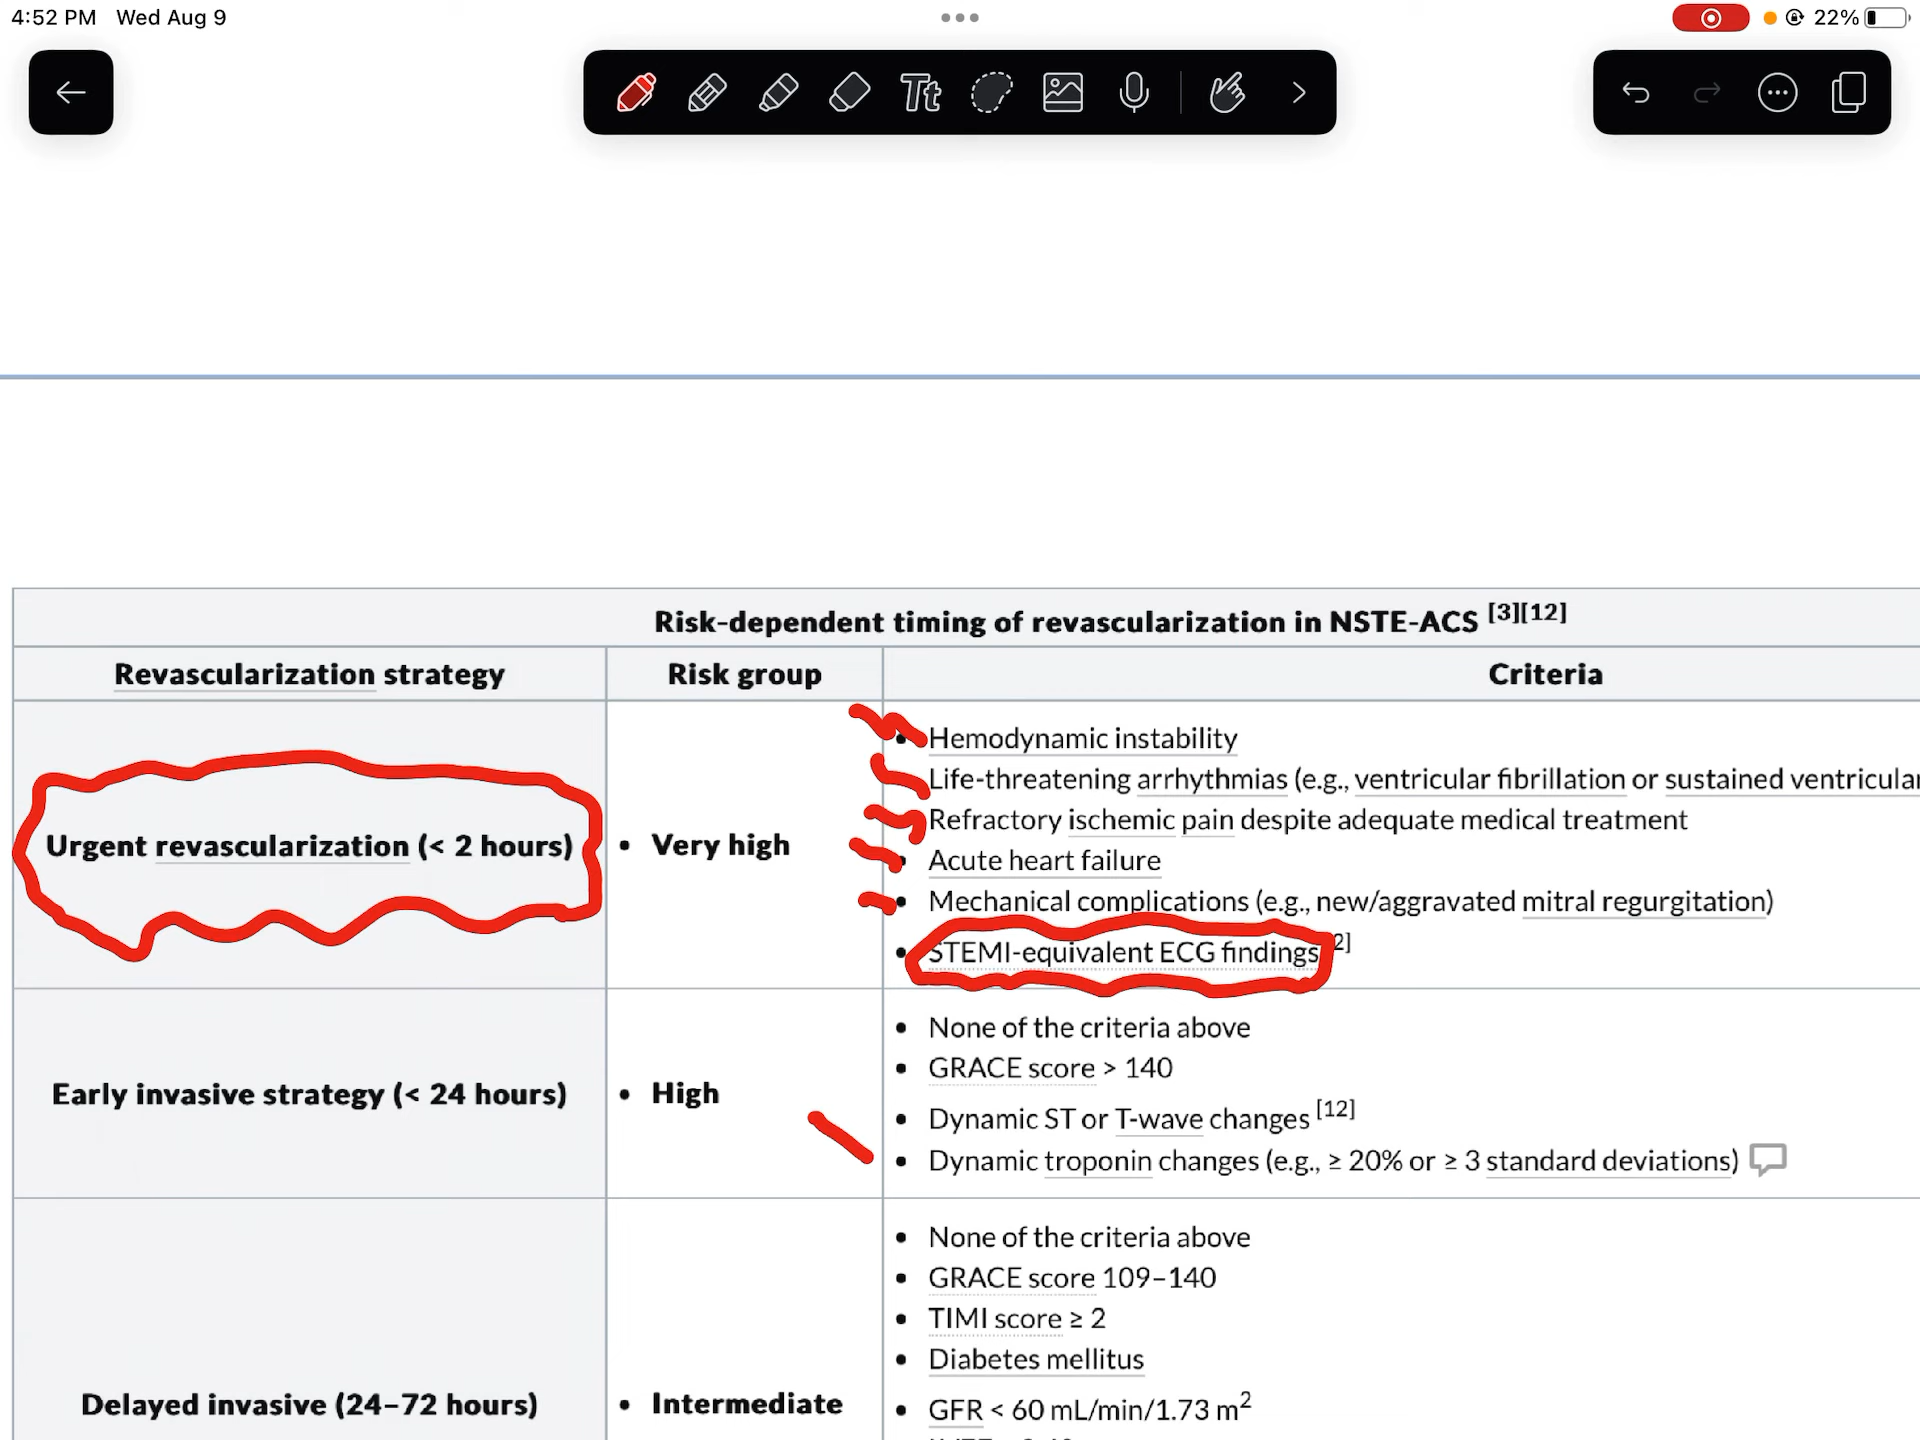 4:52 PM Wed Aug 9
22%
Tt
Risk-dependent timing of revascularization in NSTE-ACS [3][12]
Revascularization strategy
Risk group
Criteria
Urgent revascularization (< 2 hours)
• Very high
• Hemodynamic instability
Life-threatening arrhythmias (e.g., ventricular fibrillation or sustained ventricular
Refractory ischemic pain despite adequate medical treatment
• Acute heart failure
• Mechanical complications (e.g., new/aggravated mitral regurgitation)
• STEMI-equivalent ECG findings 2]
Early invasive strategy (< 24 hours)
• High
• None of the criteria above
• GRACE score > 140
• Dynamic ST or T-wave changes [12]
• Dynamic troponin changes (e.g., ≥ 20% or ≥ 3 standard deviations)
Delayed invasive (24–72 hours)
• Intermediate
• None of the criteria above
• GRACE score 109–140
• TIMI score ≥ 2
• Diabetes mellitus
• GFR < 60 mL/min/1.73 m²